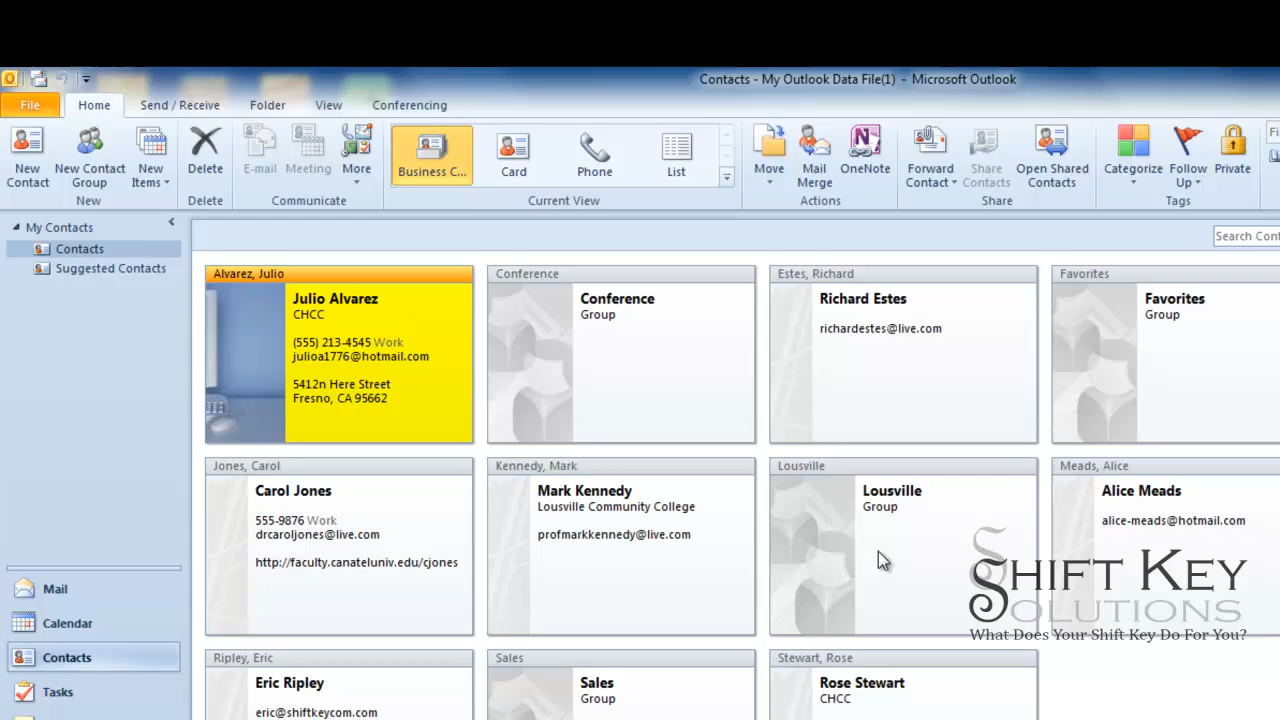 Contacts - My Outlook Data File(1) - Microsoft Outlook
File Home Send / Receive Folder View Conferencing
New Contact
New Contact Group
New Items
Delete
E-mail
Meeting
More
Business C...
Card
Phone
List
Move
Mail Merge
OneNote
Forward Contact
Share Contacts
Open Shared Contacts
Categorize
Follow Up
Private
Fi
New Delete Communicate Current View Actions Share Tags
My Contacts
Contacts
Suggested Contacts
Search Cont
Alvarez, Julio
Julio Alvarez
CHCC
(555) 213-4545 Work
julioa1776@hotmail.com
5412n Here Street
Fresno, CA 95662
Conference
Conference
Group
Estes, Richard
Richard Estes
richardestes@live.com
Favorites
Favorites
Group
Jones, Carol
Carol Jones
555-9876 Work
drcaroljones@live.com
http://faculty.canateluniv.edu/cjones
Kennedy, Mark
Mark Kennedy
Lousville Community College
profmarkkennedy@live.com
Lousville
Lousville
Group
Meads, Alice
Alice Meads
alice-meads@hotmail.com
Ripley, Eric
Eric Ripley
eric@shiftkeycom.com
Sales
Sales
Group
Stewart, Rose
Rose Stewart
CHCC
Mail
Calendar
Contacts
Tasks
Shift Key
Solutions
What Does Your Shift Key Do For You?